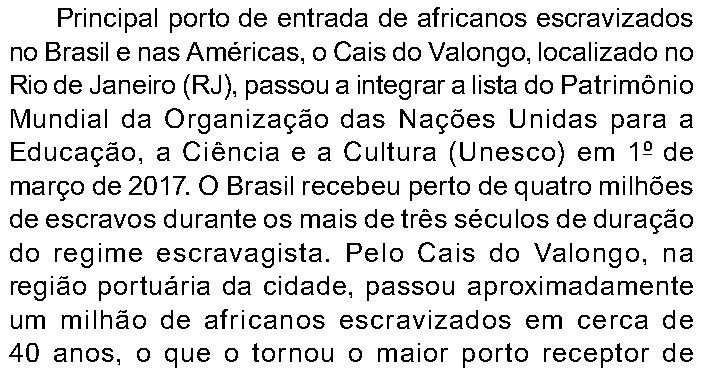 Principal porto de entrada de africanos escravizados
no Brasil e nas Américas, o Cais do Valongo, localizado no
Rio de Janeiro (RJ), passou a integrar a lista do Patrimônio
Mundial da Organização das Nações Unidas para a
Educação, a Ciência e a Cultura (Unesco) em 1º de
março de 2017. O Brasil recebeu perto de quatro milhões
de escravos durante os mais de três séculos de duração
do regime escravagista. Pelo Cais do Valongo, na
região portuária da cidade, passou aproximadamente
um milhão de africanos escravizados em cerca de
40 anos, o que o tornou o maior porto receptor de